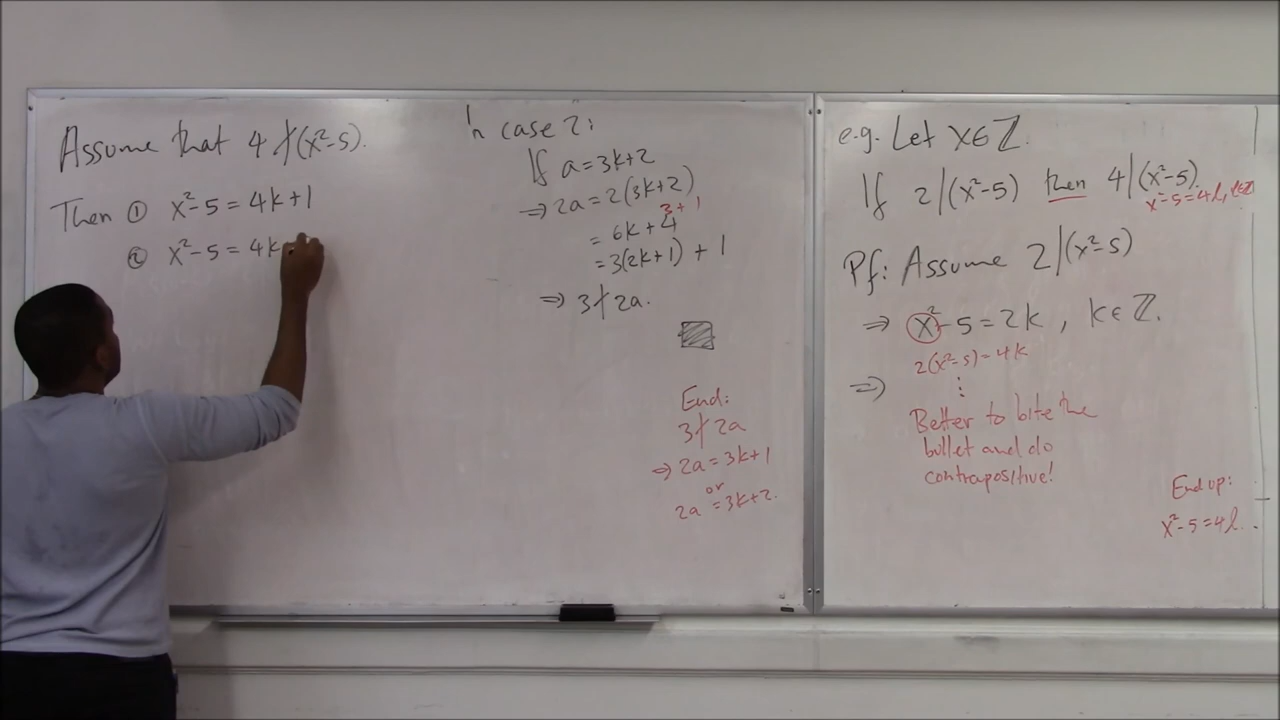 Assume that 4∤(x²-5).
Then ① x²-5 = 4k+1
② x²-5 = 4k
In case 2:
If a = 3k+2
⇒ 2a = 2(3k+2)
3+1
= 6k+4
= 3(2k+1) + 1
⇒ 3∤2a.
End:
3∤2a
⇒ 2a = 3k+1
or
2a = 3k+2.
e.g. Let x∈ℤ.
If 2|(x²-5) then 4|(x²-5).
x²-5=4l, l∈ℤ
Pf: Assume 2|(x²-5)
⇒ x²-5 = 2k, k∈ℤ.
2(x²-5) = 4k
⇒ ⋮
Better to bite the
bullet and do
contrapositive!
End up:
x²-5=4l.